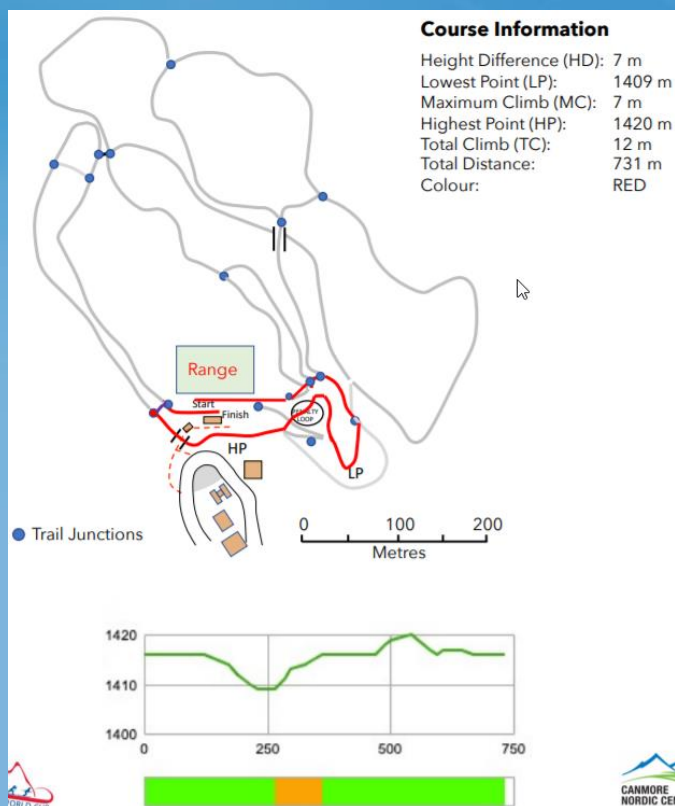 Course Information
Height Difference (HD): 7 m
Lowest Point (LP): 1409 m
Maximum Climb (MC): 7 m
Highest Point (HP): 1420 m
Total Climb (TC): 12 m
Total Distance: 731 m
Colour: RED
Range
Start
Finish
PENALTY
LOOP
HP
LP
Trail Junctions
0 100 200
Metres
1420
1410
1400
0 250 500 750
CANMORE